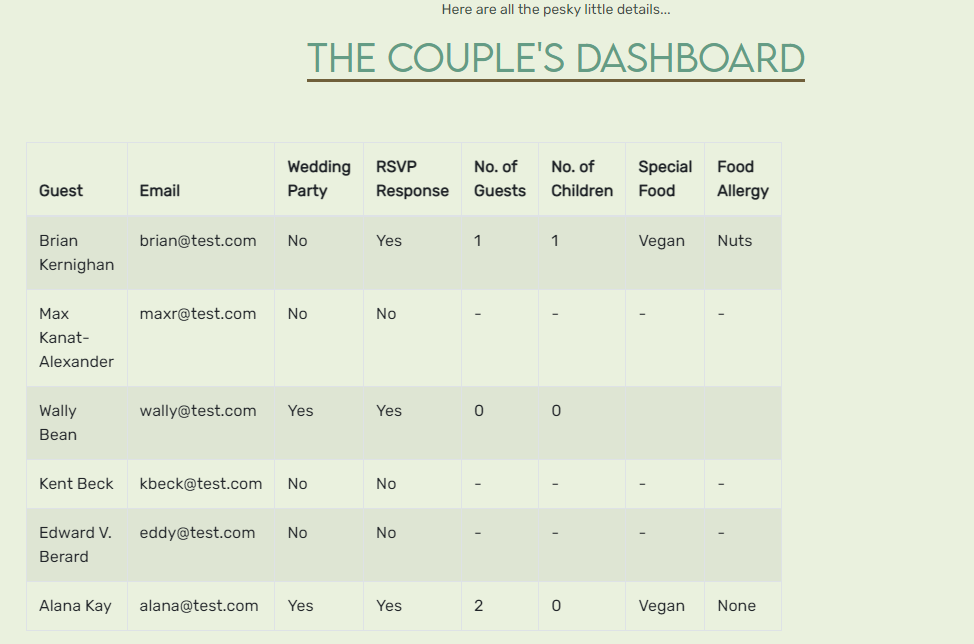 Here are all the pesky little details...
THE COUPLE'S DASHBOARD
Guest Email Wedding Party RSVP Response No. of Guests No. of Children Special Food Food Allergy
Brian Kernighan brian@test.com No Yes 1 1 Vegan Nuts
Max Kanat-Alexander maxr@test.com No No - - - -
Wally Bean wally@test.com Yes Yes 0 0
Kent Beck kbeck@test.com No No - - - -
Edward V. Berard eddy@test.com No No - - - -
Alana Kay alana@test.com Yes Yes 2 0 Vegan None